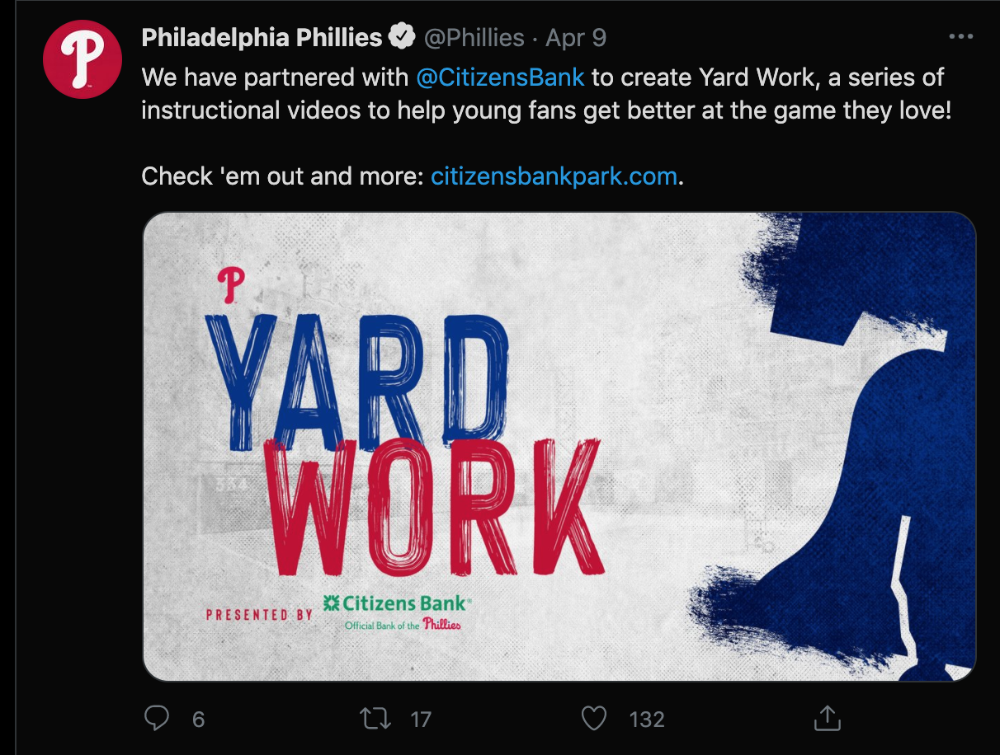 Philadelphia Phillies @Phillies · Apr 9
We have partnered with @CitizensBank to create Yard Work, a series of
instructional videos to help young fans get better at the game they love!
Check 'em out and more: citizensbankpark.com.
P
YARD
WORK
PRESENTED BY Citizens Bank®
Official Bank of the Phillies
6 17 132